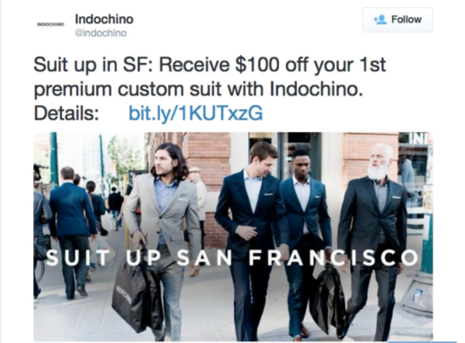 INDOCHINO
Indochino
@indochino
Follow
Suit up in SF: Receive $100 off your 1st
premium custom suit with Indochino.
Details: bit.ly/1KUTxzG
SUIT UP SAN FRANCISCO